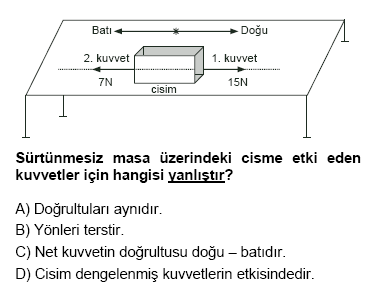 Batı Doğu
2. kuvvet 1. kuvvet
7N 15N
cisim
Sürtünmesiz masa üzerindeki cisme etki eden
kuvvetler için hangisi yanlıştır?
A) Doğrultuları aynıdır.
B) Yönleri terstir.
C) Net kuvvetin doğrultusu doğu – batıdır.
D) Cisim dengelenmiş kuvvetlerin etkisindedir.